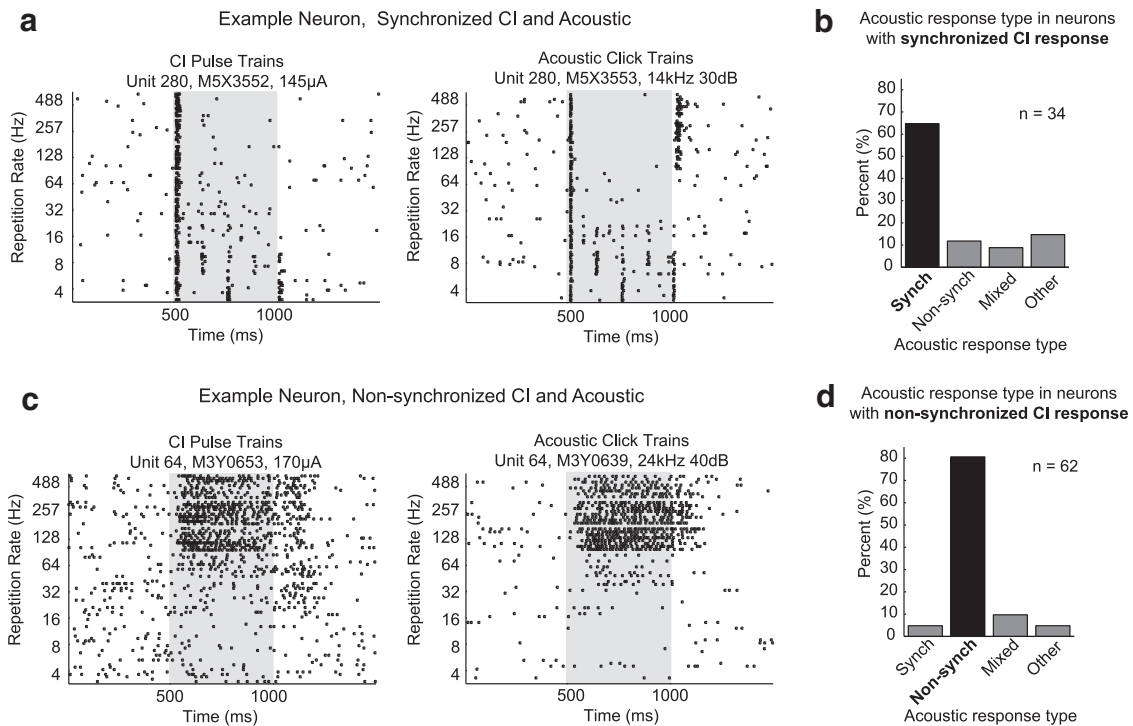 a
Example Neuron, Synchronized CI and Acoustic
CI Pulse Trains
Unit 280, M5X3552, 145µA
Repetition Rate (Hz)
488
257
128
64
32
16
8
4
500
1000
Time (ms)
Acoustic Click Trains
Unit 280, M5X3553, 14kHz 30dB
Repetition Rate (Hz)
488
257
128
64
32
16
8
4
500
1000
Time (ms)
b
Acoustic response type in neurons
with synchronized CI response
n = 34
Percent (%)
80
70
60
50
40
30
20
10
0
Synch
Non-synch
Mixed
Other
Acoustic response type
c
Example Neuron, Non-synchronized CI and Acoustic
CI Pulse Trains
Unit 64, M3Y0653, 170µA
Repetition Rate (Hz)
488
257
128
64
32
16
8
4
500
1000
Time (ms)
Acoustic Click Trains
Unit 64, M3Y0639, 24kHz 40dB
Repetition Rate (Hz)
488
257
128
64
32
16
8
4
500
1000
Time (ms)
d
Acoustic response type in neurons
with non-synchronized CI response
n = 62
Percent (%)
80
70
60
50
40
30
20
10
0
Synch
Non-synch
Mixed
Other
Acoustic response type